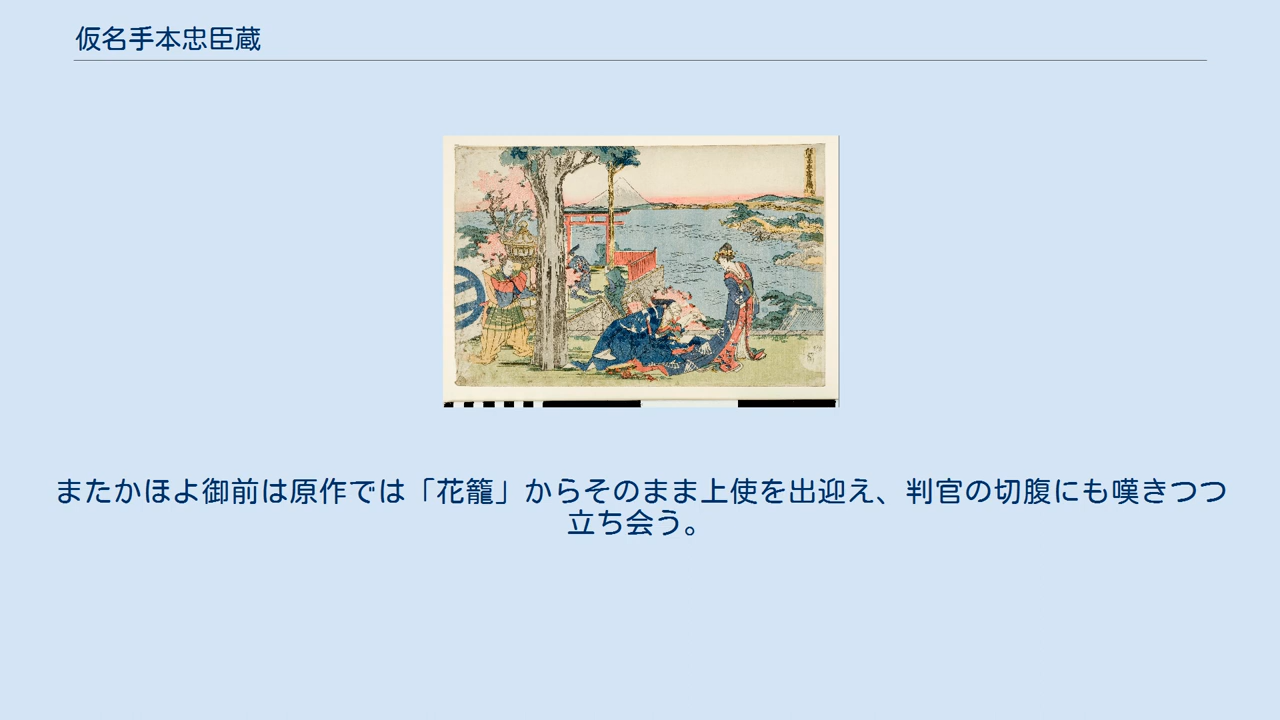 仮名手本忠臣蔵
またかほよ御前は原作では「花籠」からそのまま上使を出迎え、判官の切腹にも嘆きつつ
立ち会う。